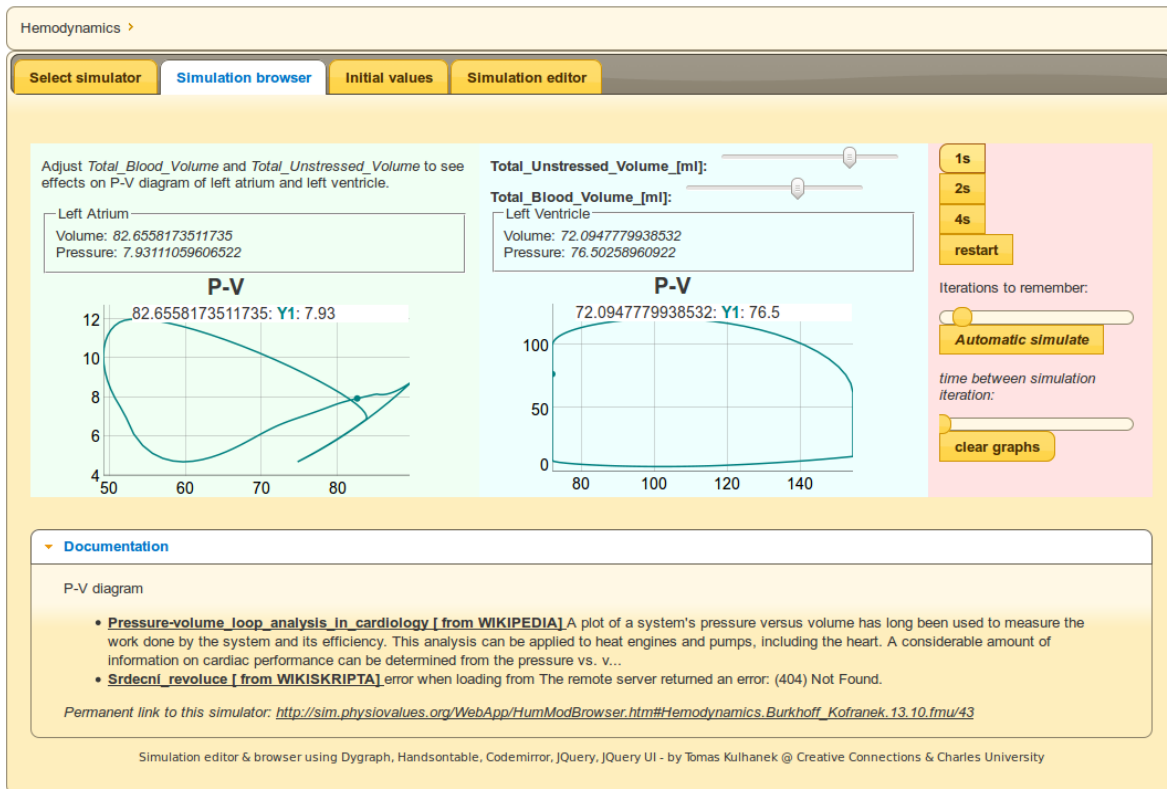 Hemodynamics >
Select simulator
Simulation browser
Initial values
Simulation editor
Adjust Total_Blood_Volume and Total_Unstressed_Volume to see
effects on P-V diagram of left atrium and left ventricle.
Left Atrium
Volume: 82.6558173511735
Pressure: 7.93111059606522
P-V
82.6558173511735: Y1: 7.93
12
10
8
6
4
50 60 70 80
Total_Unstressed_Volume_[ml]:
Total_Blood_Volume_[ml]:
Left Ventricle
Volume: 72.0947779938532
Pressure: 76.50258960922
P-V
72.0947779938532: Y1: 76.5
100
50
0
80 100 120 140
1s
2s
4s
restart
Iterations to remember:
Automatic simulate
time between simulation
iteration:
clear graphs
Documentation
P-V diagram
• Pressure-volume_loop_analysis_in_cardiology [ from WIKIPEDIA] A plot of a system's pressure versus volume has long been used to measure the
work done by the system and its efficiency. This analysis can be applied to heat engines and pumps, including the heart. A considerable amount of
information on cardiac performance can be determined from the pressure vs. v...
• Srdecni_revoluce [ from WIKISKRIPTA] error when loading from The remote server returned an error: (404) Not Found.
Permanent link to this simulator: http://sim.physiovalues.org/WebApp/HumModBrowser.htm#Hemodynamics.Burkhoff_Kofranek.13.10.fmu/43
Simulation editor & browser using Dygraph, Handsontable, Codemirror, JQuery, JQuery UI - by Tomas Kulhanek @ Creative Connections & Charles University